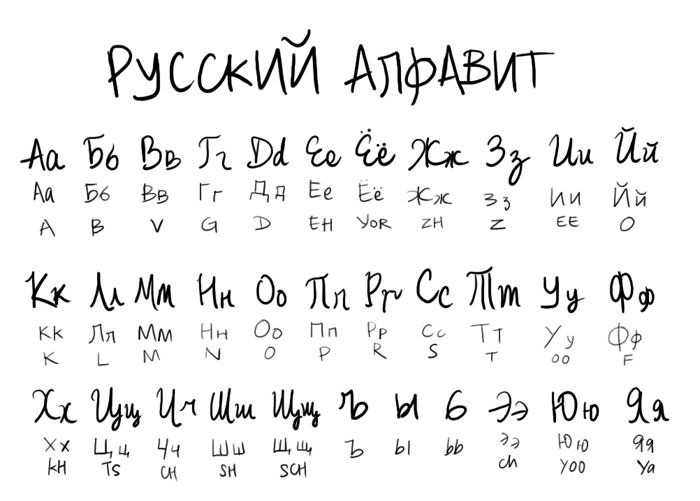 РУССКИЙ АЛФАВИТ
Аа Бб Вв Гг Дд Ее Ёё Жж Зз Ии Йй
Аа Бб Вв Гг Дд Ее Ёё Жж Зз Ии Йй
A B V G D EH YOR ZH Z EE O
Кк Лл Мм Нн Оо Пп Рр Сс Тт Уу Фф
Кк Лл Мм Нн Оо Пп Рр Сс Тт Уу Фф
K L M N O P R S T OO F
Хх Цц Чч Шш Щщ Ъ Ы Ь Ээ Юю Яя
Хх Цц Чч Шш Щщ Ъ Ы ьь Ээ Юю Яя
KH TS CH SH SCH ch YOO Ya